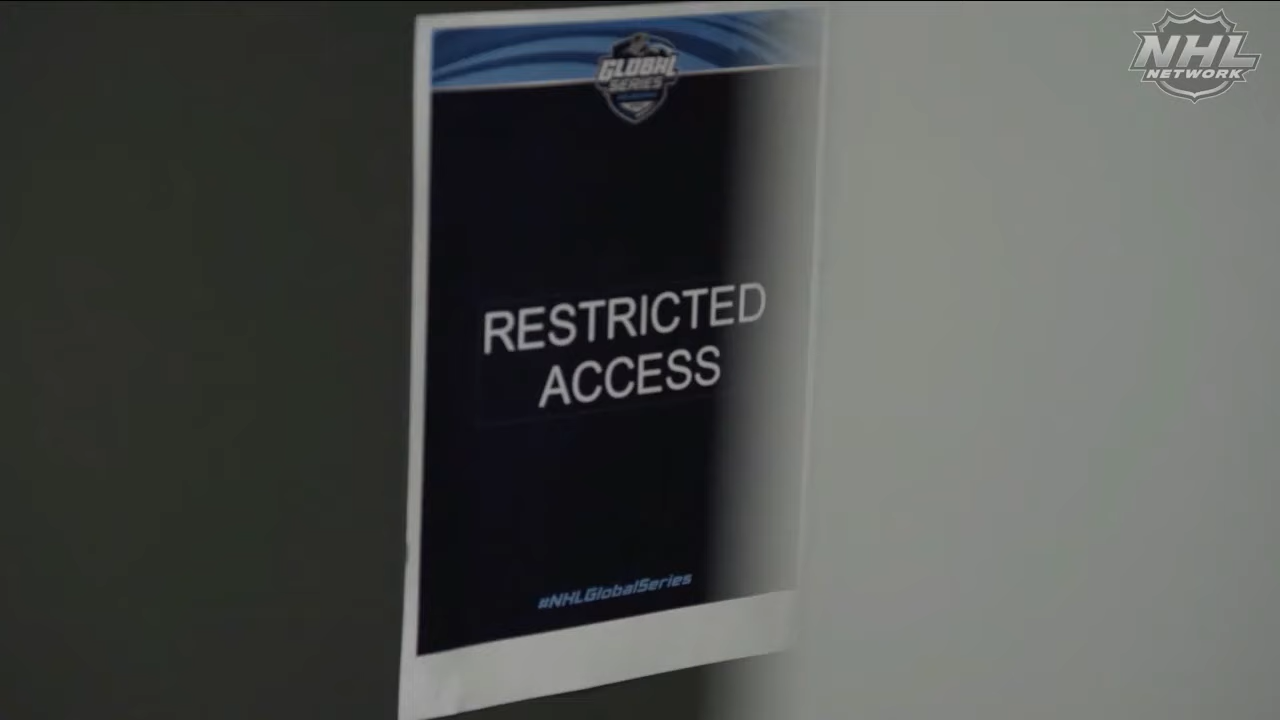 NHL
NETWORK
GLOBAL
SERIES
RESTRICTED
ACCESS
#NHLGlobalSeries